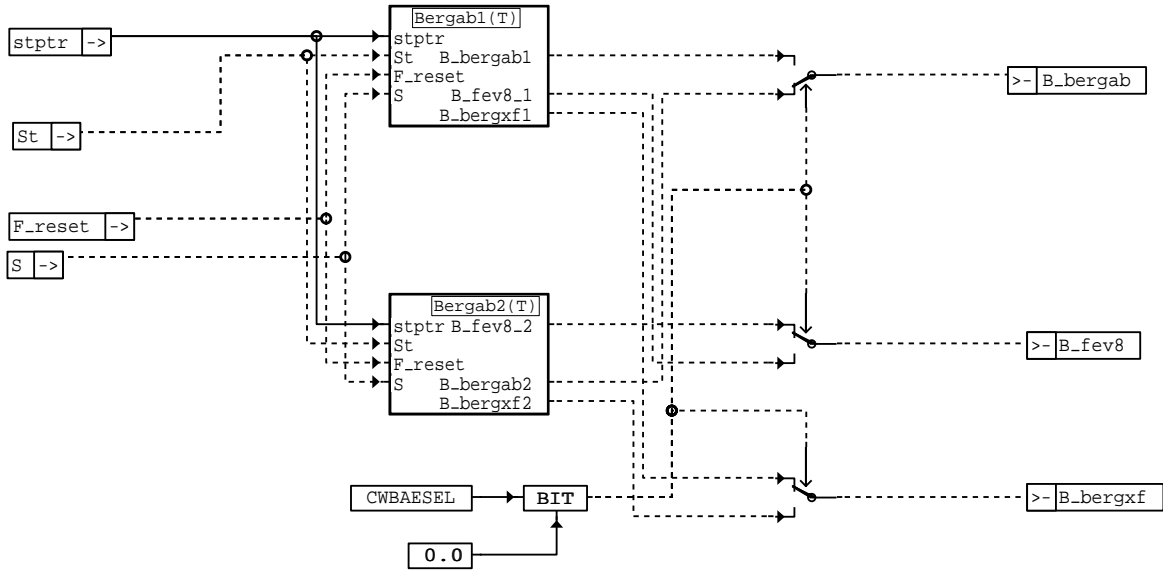 stptr ->
St ->
F_reset ->
S ->
Bergab1(T)
stptr
St
B_bergab1
F_reset
S
B_fev8_1
B_bergxf1
Bergab2(T)
stptr B_fev8_2
St
F_reset
S
B_bergab2
B_bergxf2
CWBAESEL
BIT
0.0
>- B_bergab
>- B_fev8
>- B_bergxf